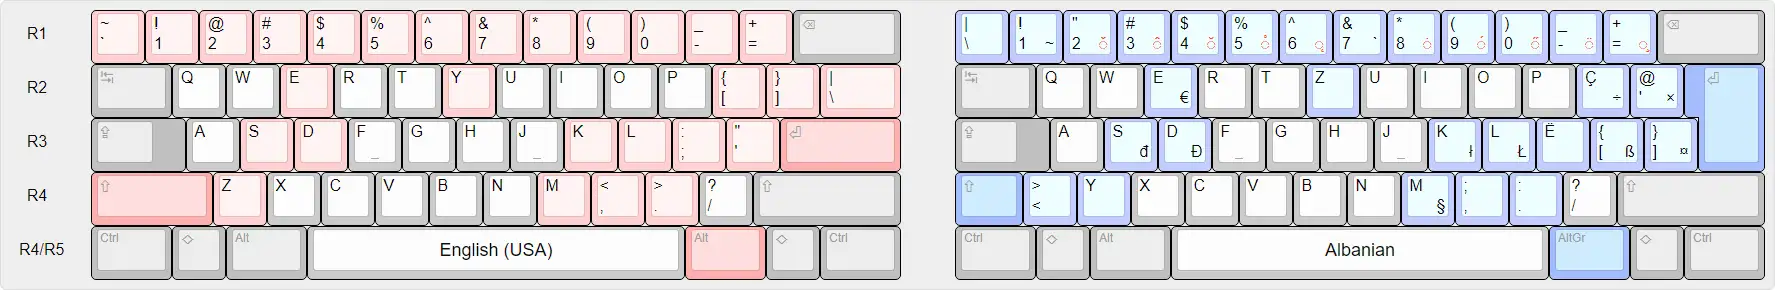 R1
~ ! @ # $ % ^ & * ( ) _ +
` 1 2 3 4 5 6 7 8 9 0 - =
R2
Q W E R T Y U I O P { } |
[ ] \
R3
A S D F G H J K L : "
_ _ ; '
R4
Z X C V B N M < > ?
, . /
R4/R5
Ctrl Alt English (USA) Alt Ctrl
| ! " # $ % ^ & * ( ) _ +
\ 1 ~ 2 ˇ 3 ^ 4 ˘ 5 ° 6 ˛ 7 ` 8 ˙ 9 ´ 0 ˝ - ¨ = ¸
Q W E R T Z U I O P Ç @
€ ÷ ' ×
A S D F G H J K L Ë { }
đ Đ _ _ ł Ł [ ß ] ¤
> Y X C V B N M ; : ?
< § , . /
Ctrl Alt Albanian AltGr Ctrl